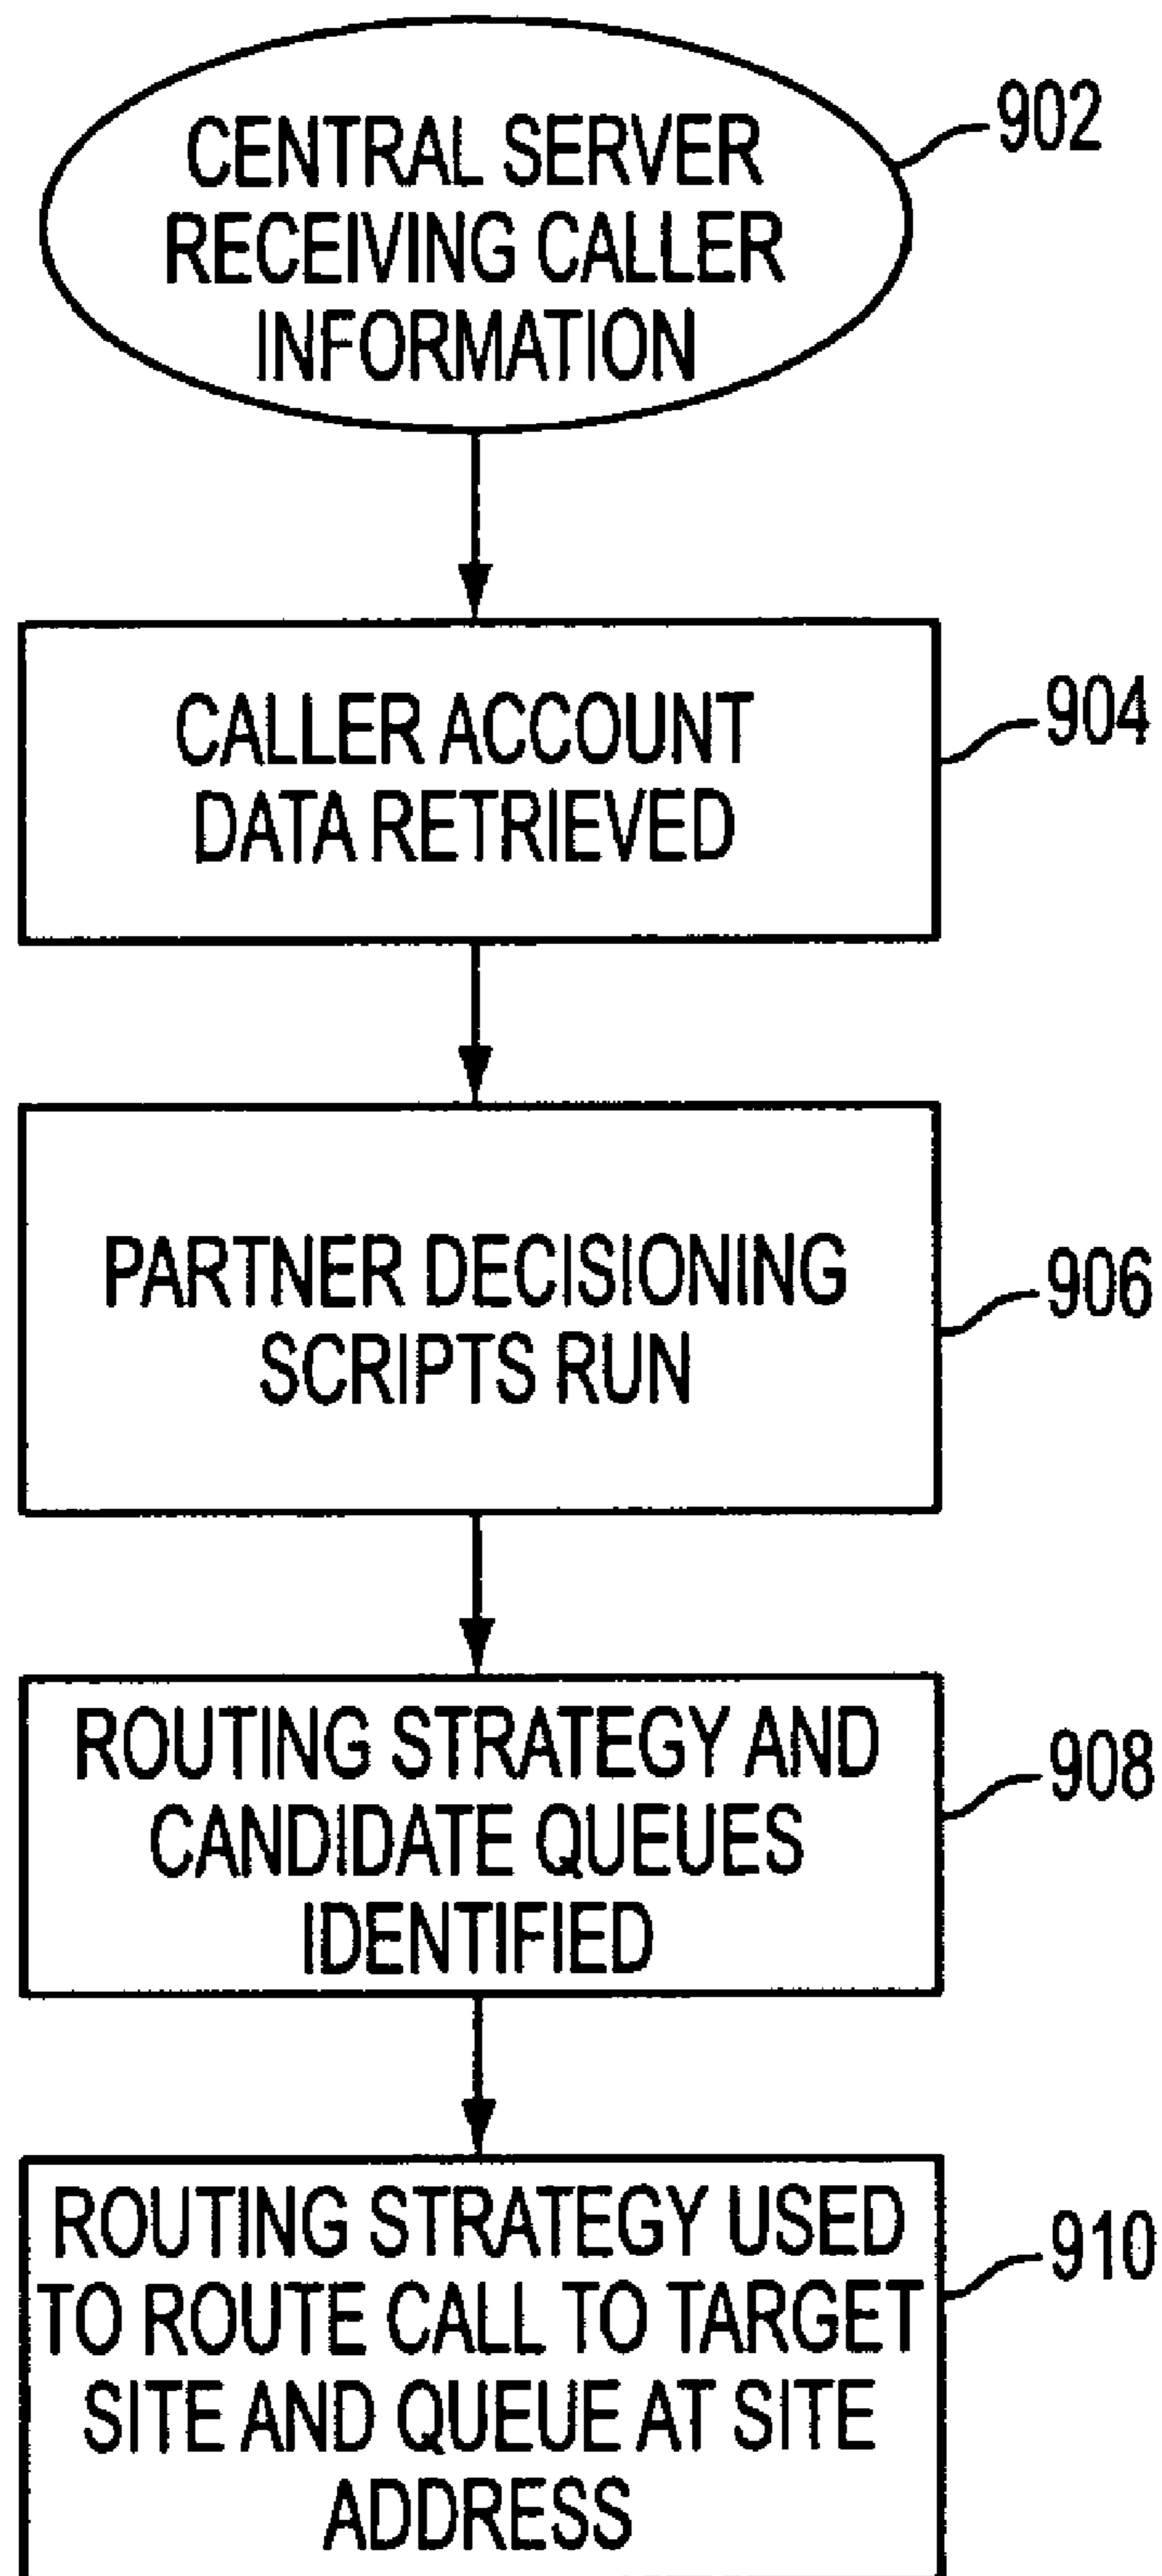 CENTRAL SERVER
RECEIVING CALLER
INFORMATION
902
CALLER ACCOUNT
DATA RETRIEVED
904
PARTNER DECISIONING
SCRIPTS RUN
906
ROUTING STRATEGY AND
CANDIDATE QUEUES
IDENTIFIED
908
ROUTING STRATEGY USED
TO ROUTE CALL TO TARGET
SITE AND QUEUE AT SITE
ADDRESS
910